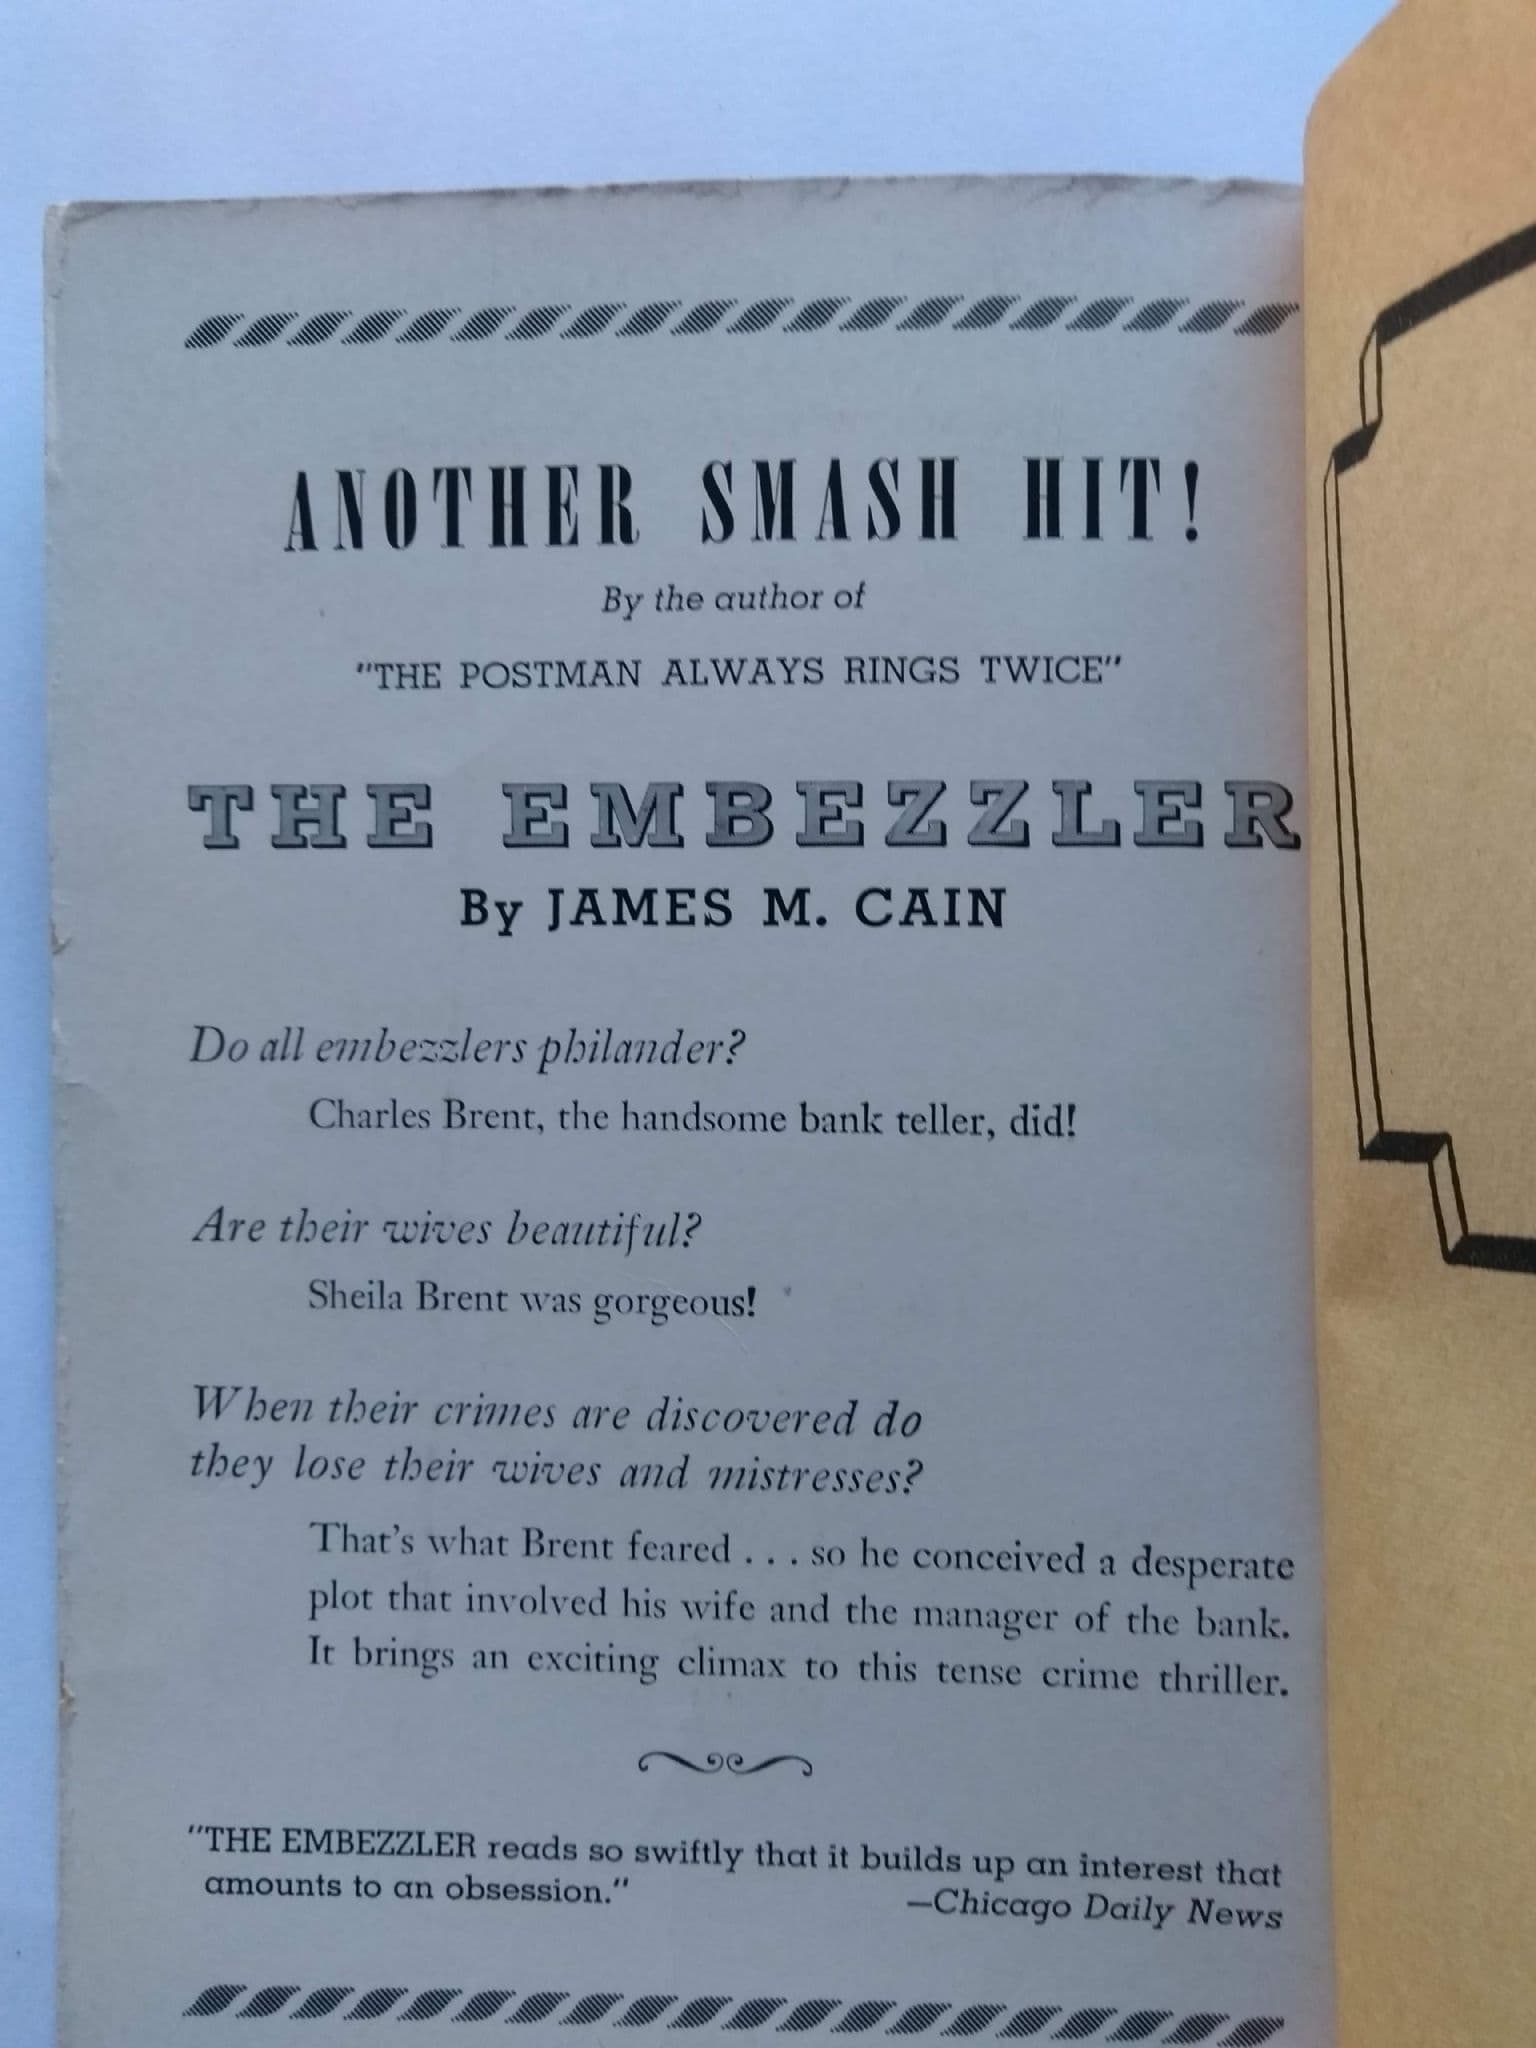 ANOTHER SMASH HIT!
By the author of
"THE POSTMAN ALWAYS RINGS TWICE"
THE EMBEZZLER
By JAMES M. CAIN
Do all embezzlers philander?
Charles Brent, the handsome bank teller, did!
Are their wives beautiful?
Sheila Brent was gorgeous!
When their crimes are discovered do
they lose their wives and mistresses?
That's what Brent feared . . . so he conceived a desperate
plot that involved his wife and the manager of the bank.
It brings an exciting climax to this tense crime thriller.
"THE EMBEZZLER reads so swiftly that it builds up an interest that
amounts to an obsession." —Chicago Daily News